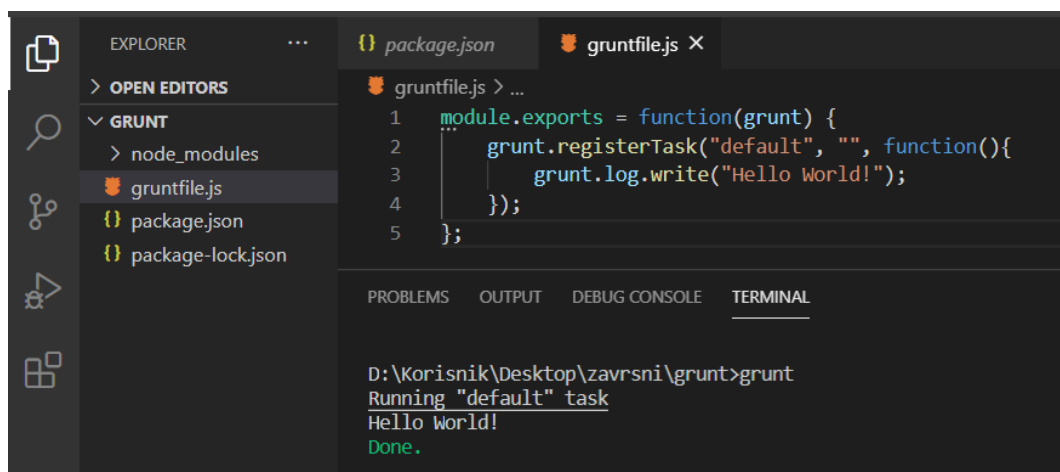 EXPLORER ...
OPEN EDITORS
GRUNT
node_modules
gruntfile.js
{} package.json
{} package-lock.json
{} package.json gruntfile.js ×
gruntfile.js > ...
1 module.exports = function(grunt) {
2 grunt.registerTask("default", "", function(){
3 grunt.log.write("Hello World!");
4 });
5 };
PROBLEMS OUTPUT DEBUG CONSOLE TERMINAL
D:\Korisnik\Desktop\zavrsni\grunt>grunt
Running "default" task
Hello World!
Done.